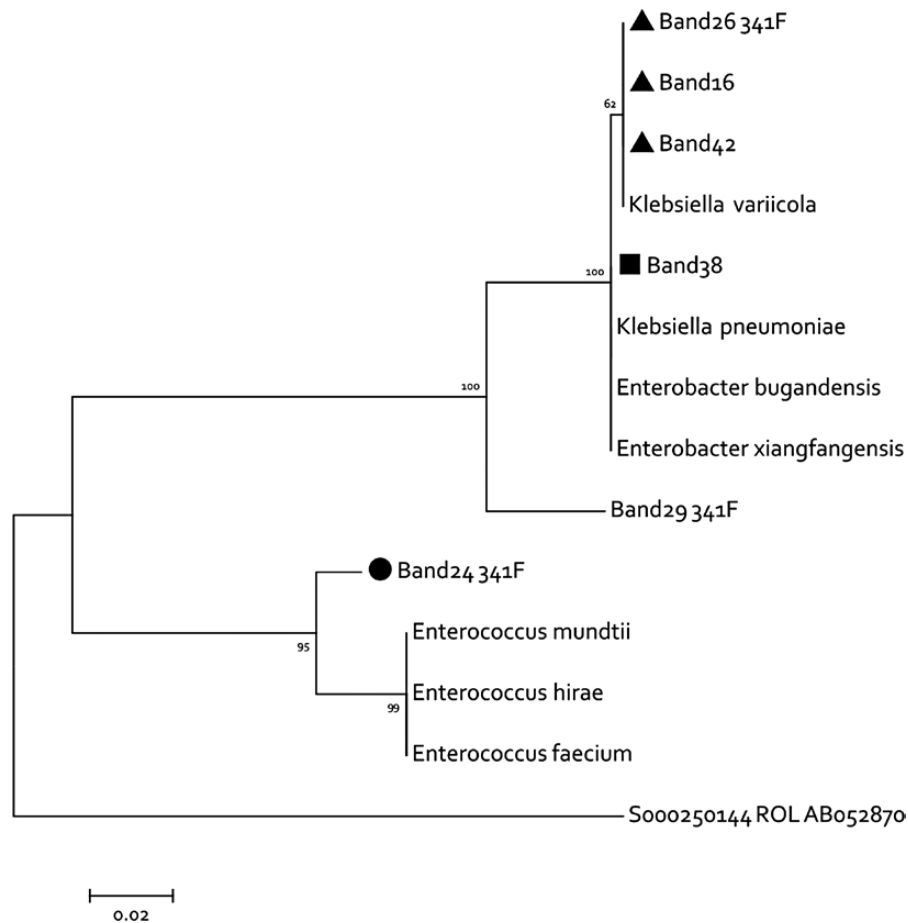 Band26 341F
Band16
62
Band42
Klebsiella variicola
Band38
100
Klebsiella pneumoniae
Enterobacter bugandensis
100
Enterobacter xiangfangensis
Band29 341F
Band24 341F
Enterococcus mundtii
95
Enterococcus hirae
99
Enterococcus faecium
S000250144 ROL AB052870
0.02